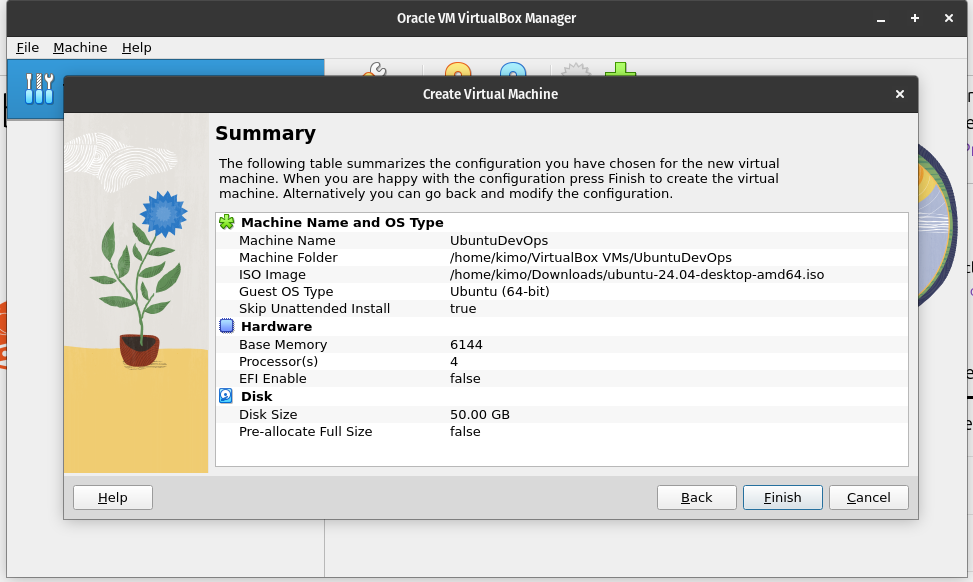 Oracle VM VirtualBox Manager
File Machine Help
Create Virtual Machine
Summary
The following table summarizes the configuration you have chosen for the new virtual
machine. When you are happy with the configuration press Finish to create the virtual
machine. Alternatively you can go back and modify the configuration.
Machine Name and OS Type
Machine Name UbuntuDevOps
Machine Folder /home/kimo/VirtualBox VMs/UbuntuDevOps
ISO Image /home/kimo/Downloads/ubuntu-24.04-desktop-amd64.iso
Guest OS Type Ubuntu (64-bit)
Skip Unattended Install true
Hardware
Base Memory 6144
Processor(s) 4
EFI Enable false
Disk
Disk Size 50.00 GB
Pre-allocate Full Size false
Help Back Finish Cancel